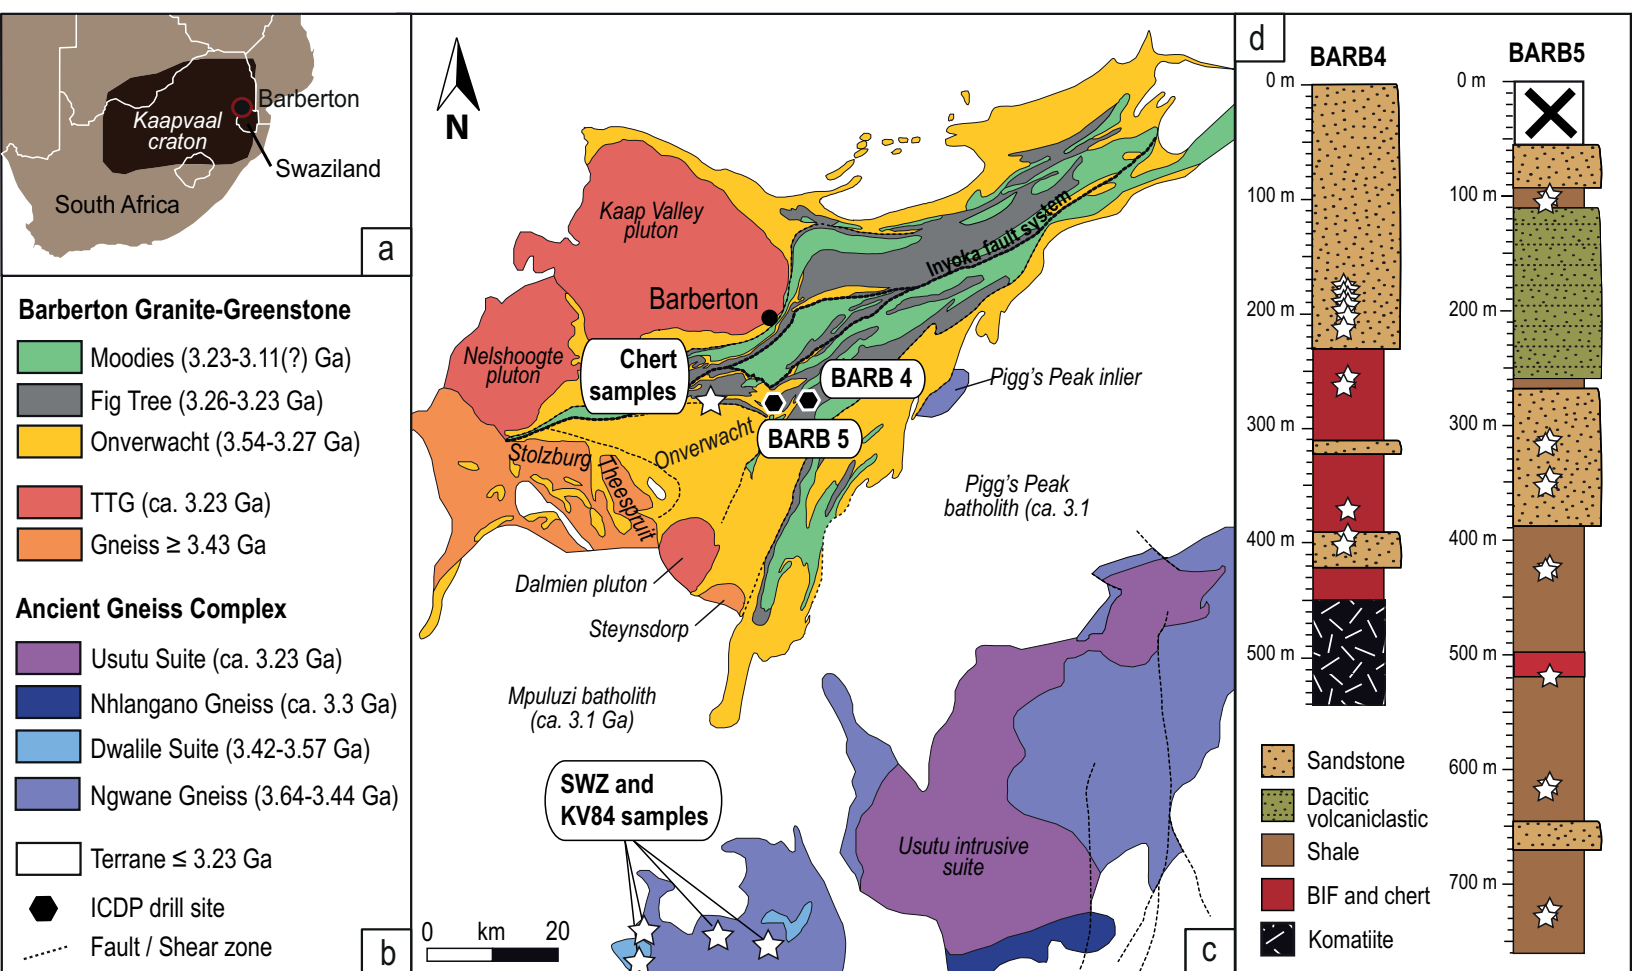 Barberton
Kaapvaal
craton
Swaziland
South Africa
a
Barberton Granite-Greenstone
Moodies (3.23-3.11(?) Ga)
Fig Tree (3.26-3.23 Ga)
Onverwacht (3.54-3.27 Ga)
TTG (ca. 3.23 Ga)
Gneiss ≥ 3.43 Ga
Ancient Gneiss Complex
Usutu Suite (ca. 3.23 Ga)
Nhlangano Gneiss (ca. 3.3 Ga)
Dwalile Suite (3.42-3.57 Ga)
Ngwane Gneiss (3.64-3.44 Ga)
Terrane ≤ 3.23 Ga
ICDP drill site
Fault / Shear zone
b
N
Kaap Valley
pluton
Invoka fault system
Barberton
Nelshoogte
pluton
Chert
samples
BARB 4
Pigg's Peak inlier
BARB 5
Onverwacht
Stolzburg
Theespruit
Pigg's Peak
batholith (ca. 3.1
Dalmien pluton
Steynsdorp
Mpuluzi batholith
(ca. 3.1 Ga)
SWZ and
KV84 samples
Usutu intrusive
suite
0 km 20
c
d
BARB4
0 m
100 m
200 m
300 m
400 m
500 m
BARB5
0 m
100 m
200 m
300 m
400 m
500 m
600 m
700 m
Sandstone
Dacitic
volcaniclastic
Shale
BIF and chert
Komatiite